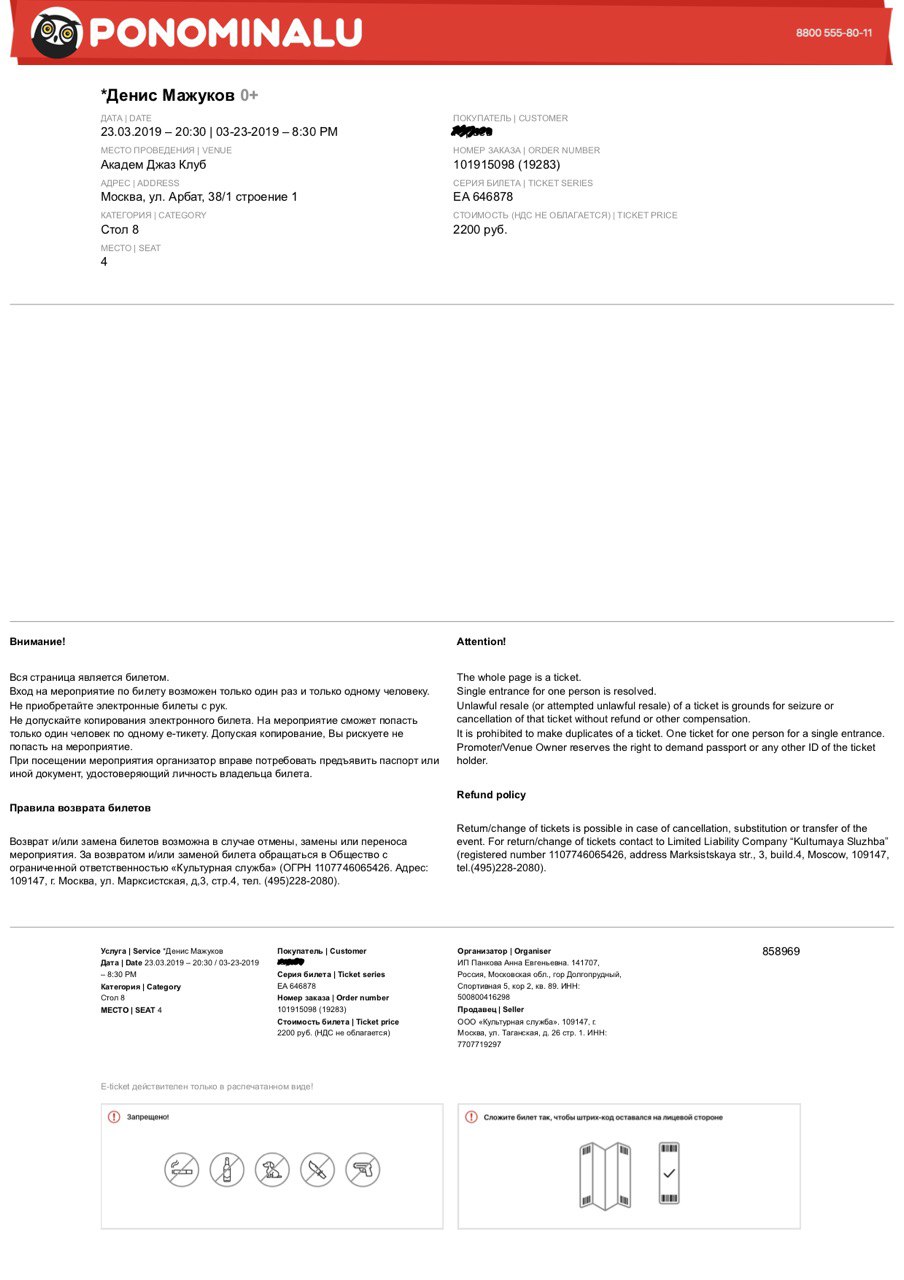 PONOMINALU
8800 555-80-11
*Денис Мажуков 0+
ДАТА | DATE
23.03.2019 – 20:30 | 03-23-2019 – 8:30 PM
МЕСТО ПРОВЕДЕНИЯ | VENUE
Академ Джаз Клуб
АДРЕС | ADDRESS
Москва, ул. Арбат, 38/1 строение 1
КАТЕГОРИЯ | CATEGORY
Стол 8
МЕСТО | SEAT
4
ПОКУПАТЕЛЬ | CUSTOMER
НОМЕР ЗАКАЗА | ORDER NUMBER
101915098 (19283)
СЕРИЯ БИЛЕТА | TICKET SERIES
EA 646878
СТОИМОСТЬ (НДС НЕ ОБЛАГАЕТСЯ) | TICKET PRICE
2200 руб.
Внимание!
Вся страница является билетом.
Вход на мероприятие по билету возможен только один раз и только одному человеку.
Не приобретайте электронные билеты с рук.
Не допускайте копирования электронного билета. На мероприятие сможет попасть
только один человек по одному е-тикету. Допуская копирование, Вы рискуете не
попасть на мероприятие.
При посещении мероприятия организатор вправе потребовать предъявить паспорт или
иной документ, удостоверяющий личность владельца билета.
Правила возврата билетов
Возврат и/или замена билетов возможна в случае отмены, замены или переноса
мероприятия. За возвратом и/или заменой билета обращаться в Общество с
ограниченной ответственностью «Культурная служба» (ОГРН 1107746065426. Адрес:
109147, г. Москва, ул. Марксистская, д,3, стр.4, тел. (495)228-2080).
Attention!
The whole page is a ticket.
Single entrance for one person is resolved.
Unlawful resale (or attempted unlawful resale) of a ticket is grounds for seizure or
cancellation of that ticket without refund or other compensation.
It is prohibited to make duplicates of a ticket. One ticket for one person for a single entrance.
Promoter/Venue Owner reserves the right to demand passport or any other ID of the ticket
holder.
Refund policy
Return/change of tickets is possible in case of cancellation, substitution or transfer of the
event. For return/change of tickets contact to Limited Liability Company “Kulturnaya Sluzhba”
(registered number 1107746065426, address Marksistskaya str., 3, build.4, Moscow, 109147,
tel.(495)228-2080).
Услуга | Service *Денис Мажуков
Дата | Date 23.03.2019 – 20:30 / 03-23-2019
– 8:30 PM
Категория | Category
Стол 8
МЕСТО | SEAT 4
Покупатель | Customer
Серия билета | Ticket series
EA 646878
Номер заказа | Order number
101915098 (19283)
Стоимость билета | Ticket price
2200 руб. (НДС не облагается)
Организатор | Organiser
ИП Панкова Анна Евгеньевна. 141707,
Россия, Московская обл., гор Долгопрудный,
Спортивная 5, кор 2, кв. 89. ИНН:
500800416298
Продавец | Seller
ООО «Культурная служба». 109147, г.
Москва, ул. Таганская, д. 26 стр. 1. ИНН:
7707719297
858969
E-ticket действителен только в распечатанном виде!
Запрещено!
Сложите билет так, чтобы штрих-код оставался на лицевой стороне